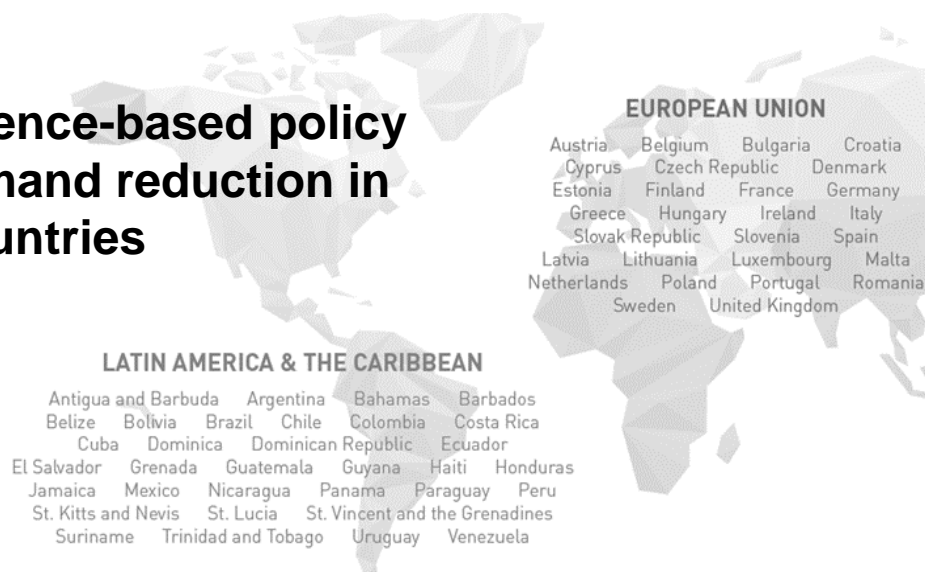 ence-based policy
nand reduction in
untries
EUROPEAN UNION
Austria Belgium Bulgaria Croatia
Cyprus Czech Republic Denmark
Estonia Finland France Germany
Greece Hungary Ireland Italy
Slovak Republic Slovenia Spain
Latvia Lithuania Luxembourg Malta
Netherlands Poland Portugal Romania
Sweden United Kingdom
LATIN AMERICA & THE CARIBBEAN
Antigua and Barbuda Argentina Bahamas Barbados
Belize Bolivia Brazil Chile Colombia Costa Rica
Cuba Dominica Dominican Republic Ecuador
El Salvador Grenada Guatemala Guyana Haiti Honduras
Jamaica Mexico Nicaragua Panama Paraguay Peru
St. Kitts and Nevis St. Lucia St. Vincent and the Grenadines
Suriname Trinidad and Tobago Uruguay Venezuela